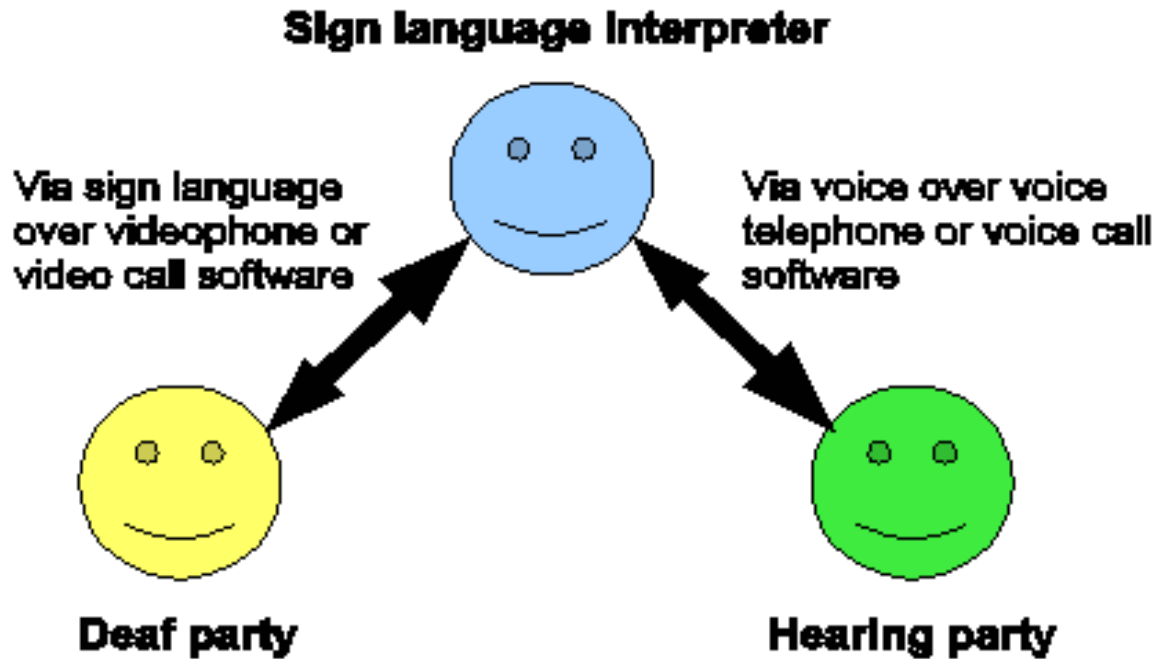 Sign language interpreter
Via sign language
over videophone or
video call software
Via voice over voice
telephone or voice call
software
Deaf party
Hearing party